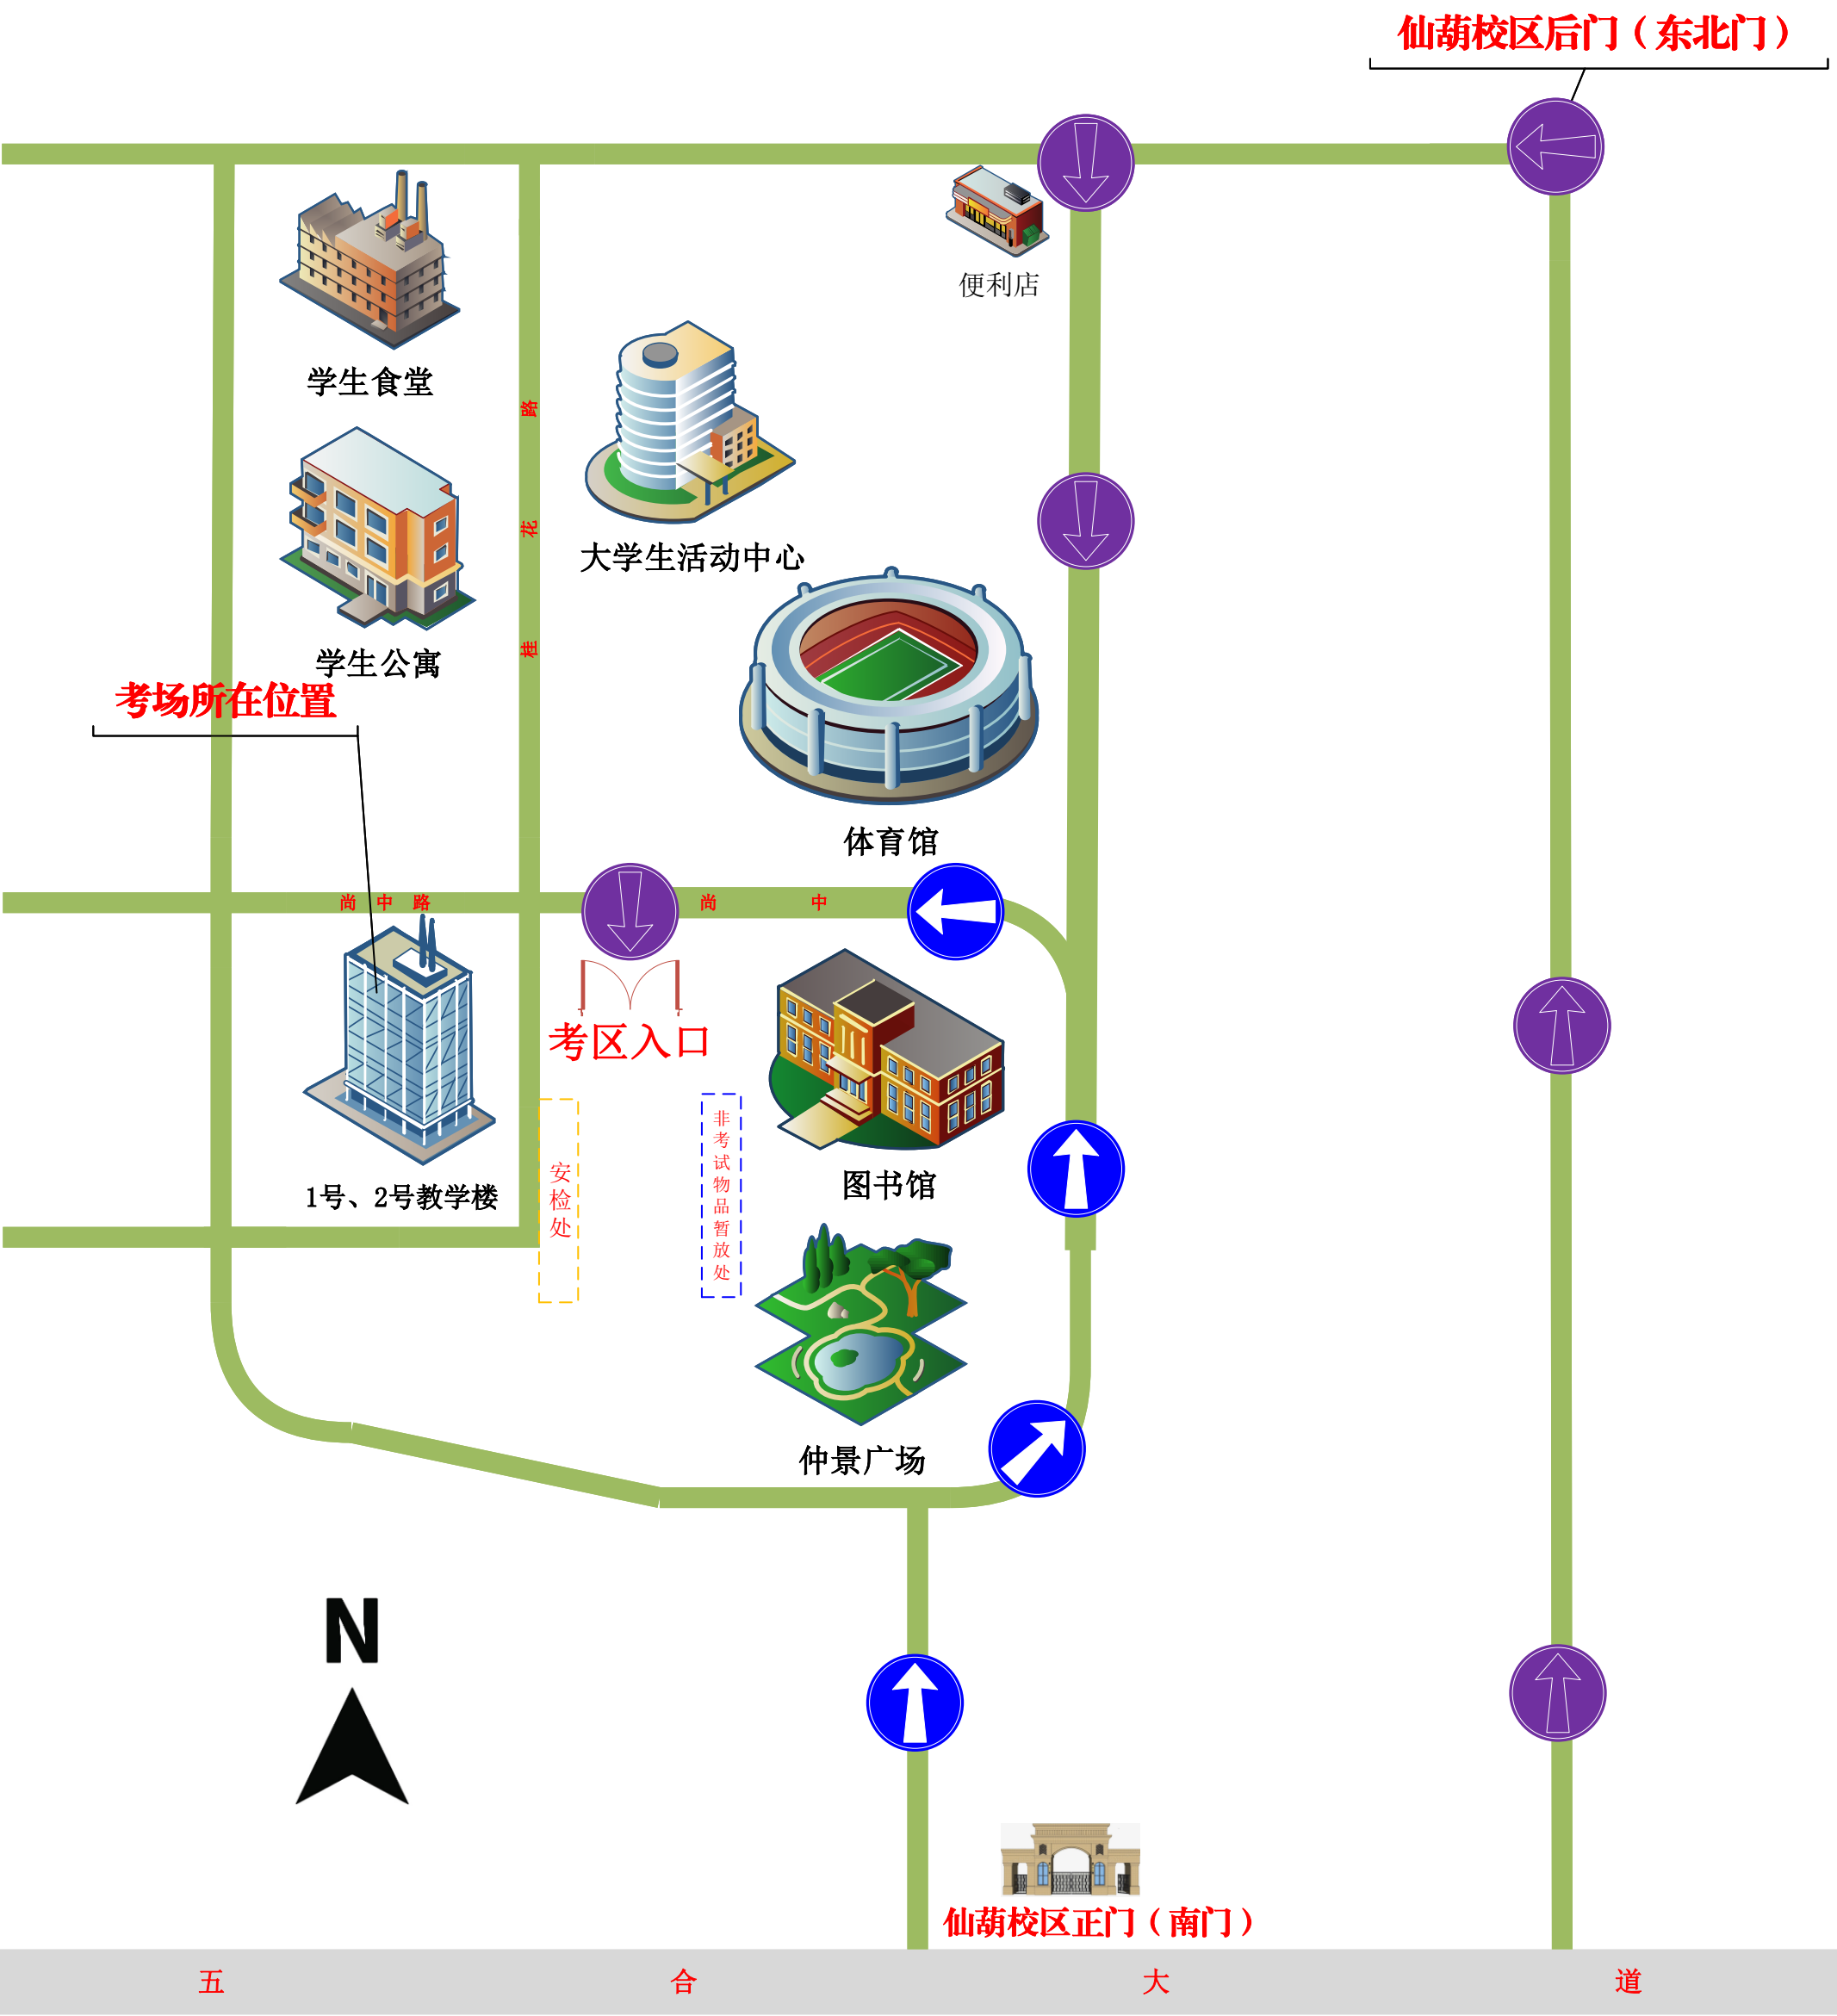 仙葫校区后门（东北门）
便利店
学生食堂
路
花
桂
大学生活动中心
学生公寓
考场所在位置
体育馆
尚中路
尚中
考区入口
非考试物品暂放处
安检处
图书馆
1号、2号教学楼
仲景广场
N
仙葫校区正门（南门）
五合大道